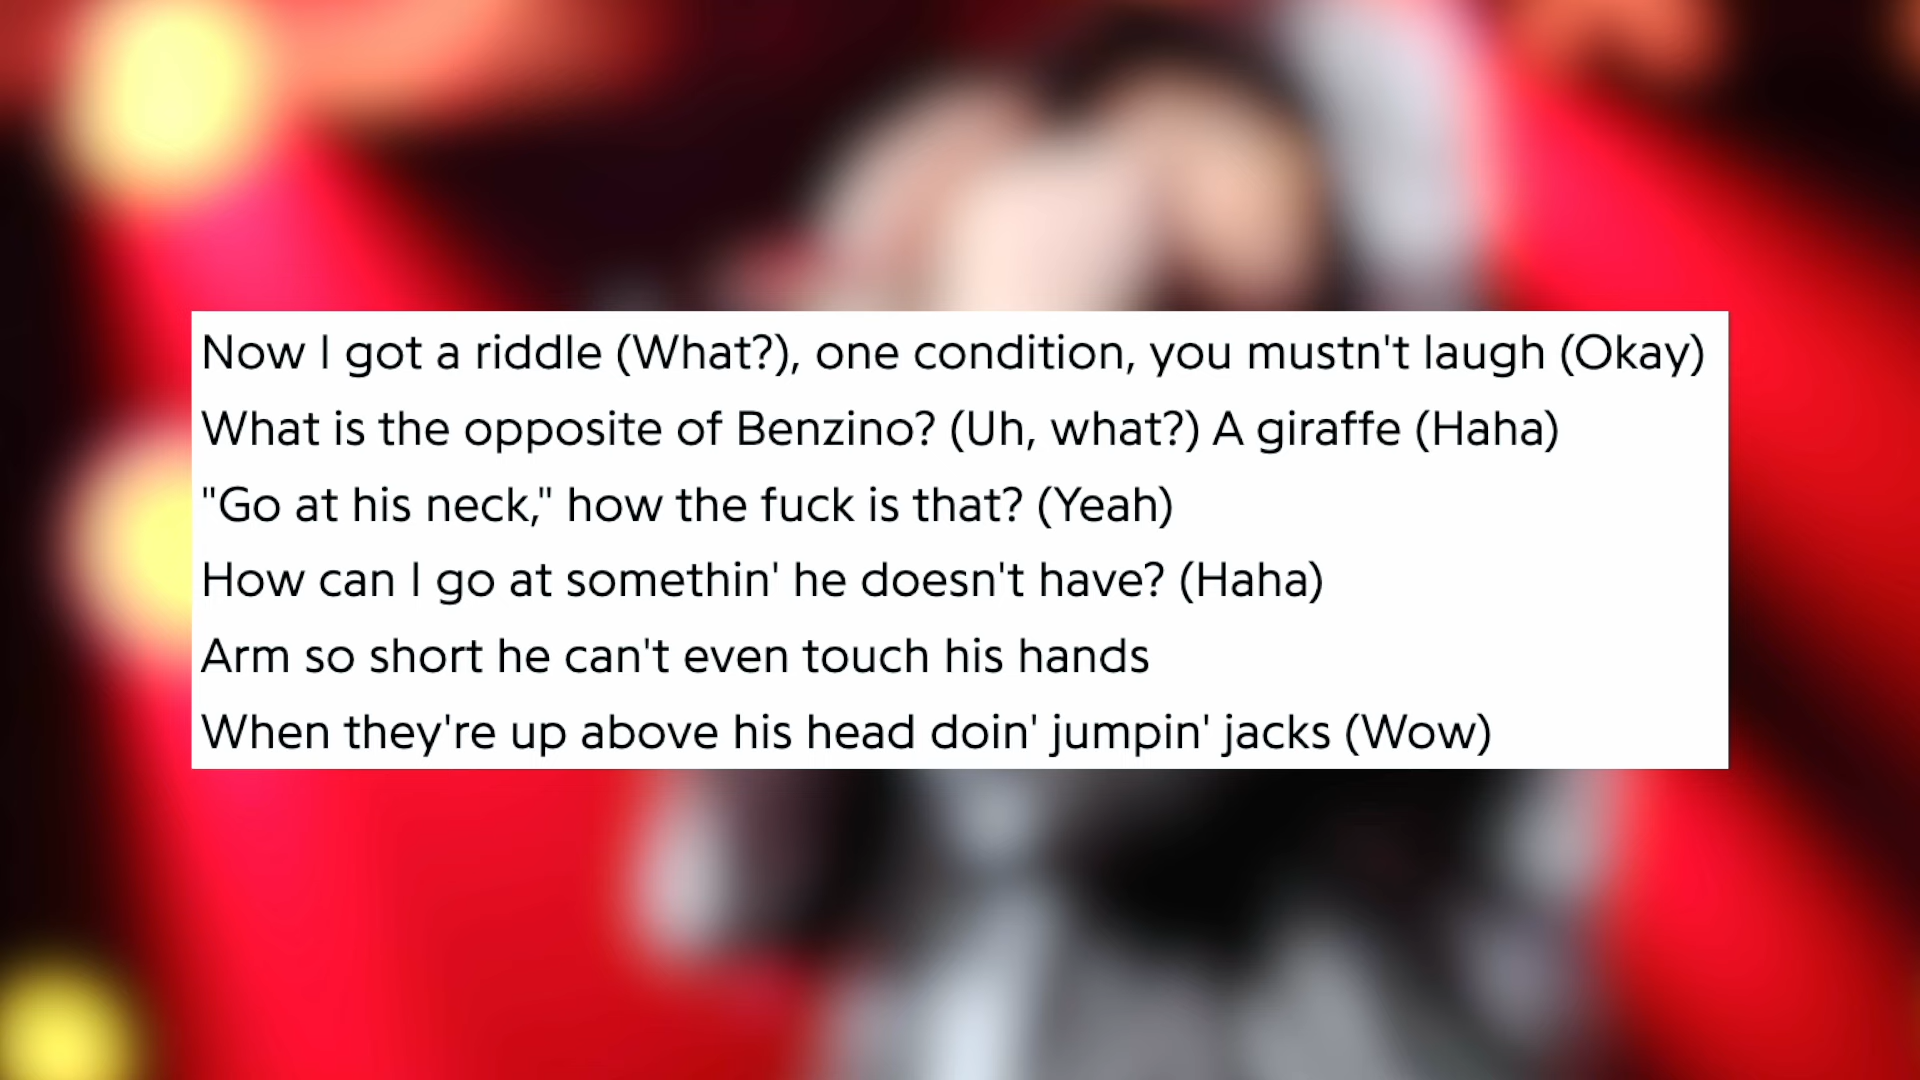 Now I got a riddle (What?), one condition, you mustn't laugh (Okay)
What is the opposite of Benzino? (Uh, what?) A giraffe (Haha)
"Go at his neck," how the fuck is that? (Yeah)
How can I go at somethin' he doesn't have? (Haha)
Arm so short he can't even touch his hands
When they're up above his head doin' jumpin' jacks (Wow)